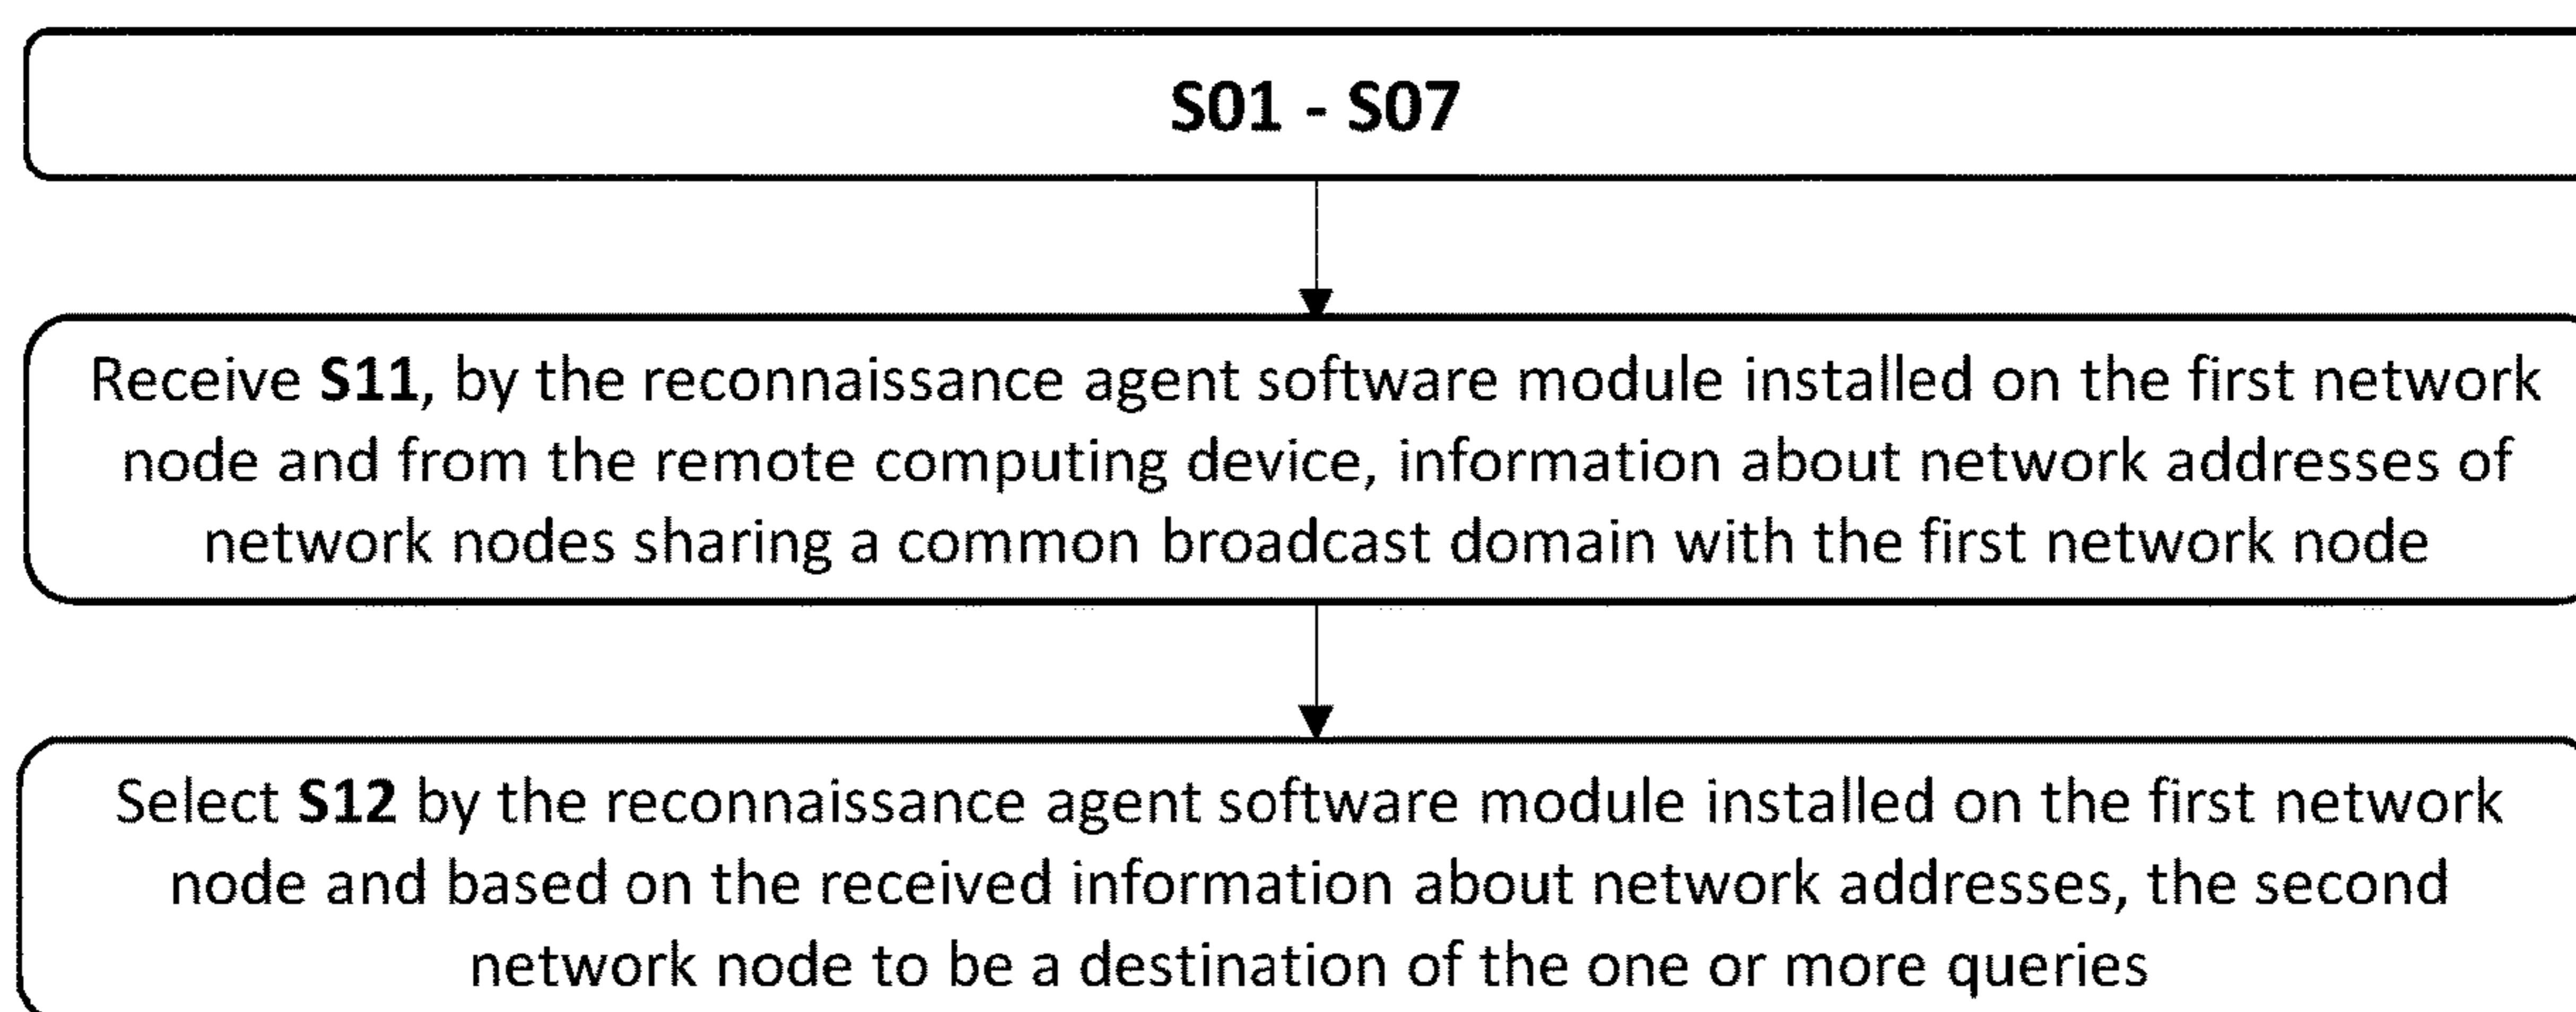 S01 - S07
Receive S11, by the reconnaissance agent software module installed on the first network
node and from the remote computing device, information about network addresses of
network nodes sharing a common broadcast domain with the first network node
Select S12 by the reconnaissance agent software module installed on the first network
node and based on the received information about network addresses, the second
network node to be a destination of the one or more queries